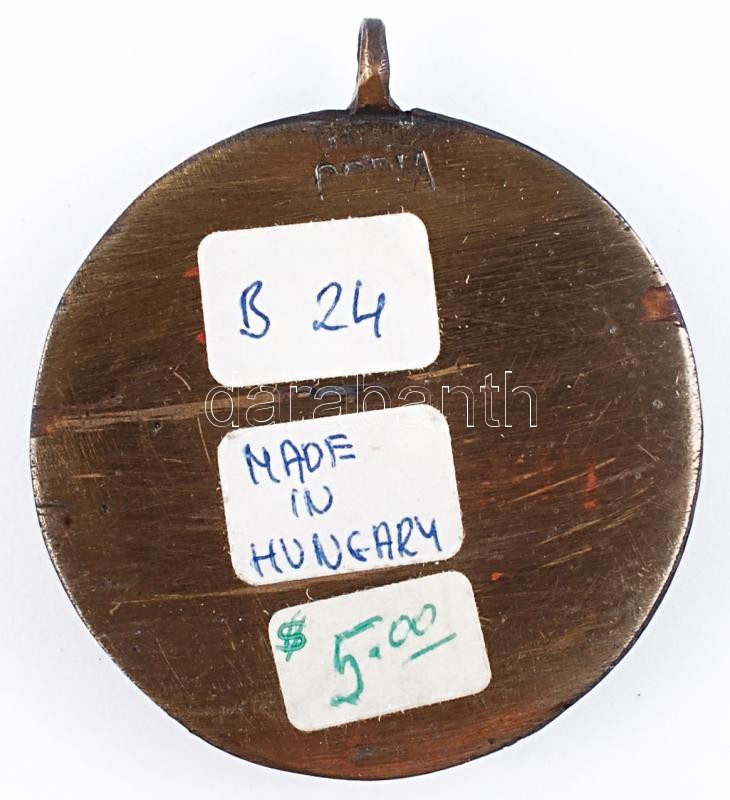 B 24
darabanth
MADE
IN
HUNGARY
$ 5.00